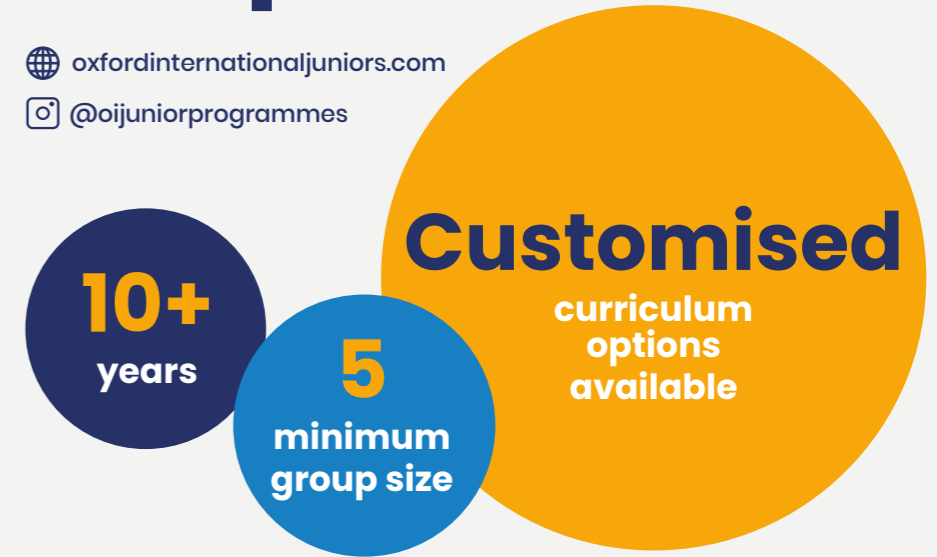 oxfordinternationaljuniors.com
@oijuniorprogrammes
10+
years
5
minimum
group size
Customised
curriculum
options
available